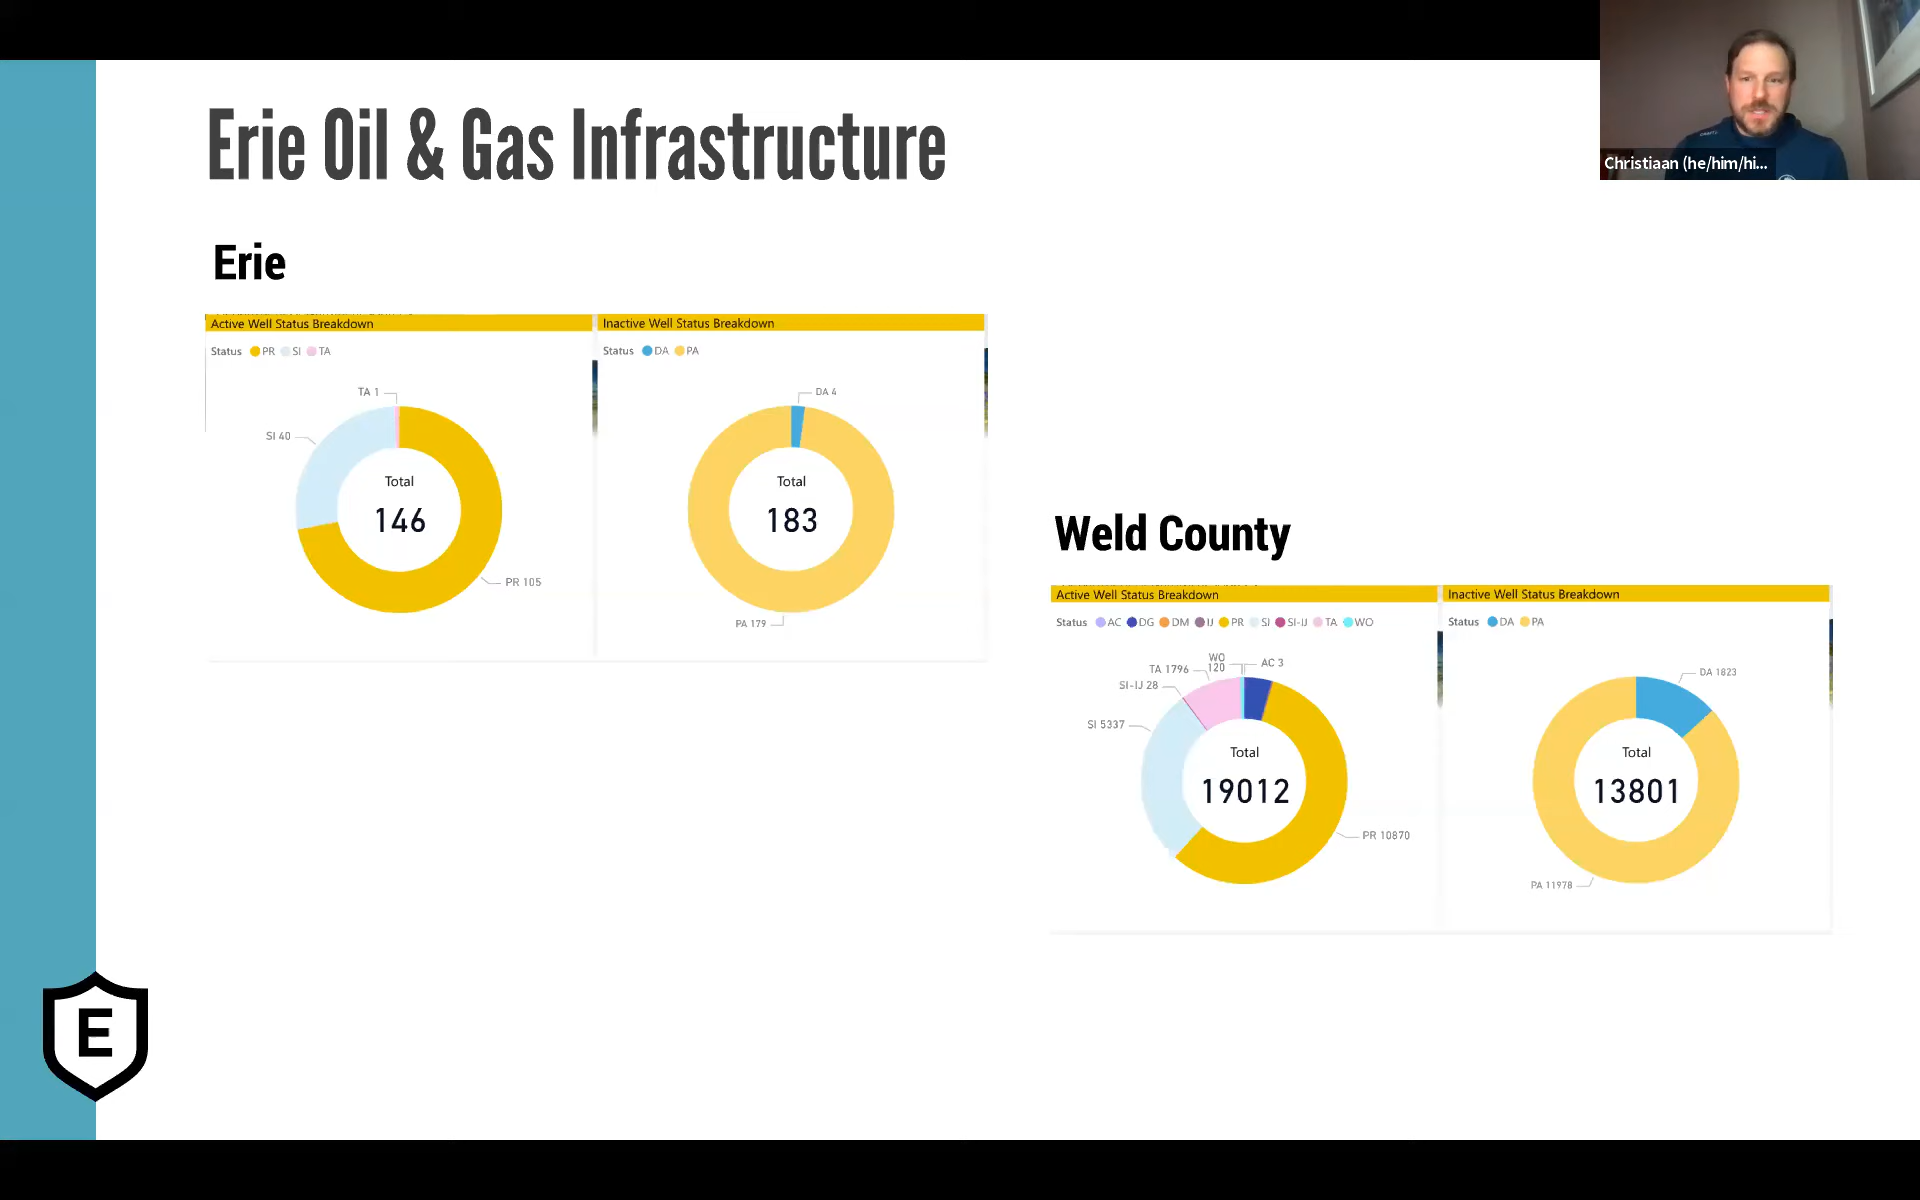 Christiaan (he/him/hi...
Erie Oil & Gas Infrastructure
Erie
Active Well Status Breakdown
Status PR SI TA
TA 1
SI 40
Total
146
PR 105
Inactive Well Status Breakdown
Status DA PA
DA 4
Total
183
PA 179
Weld County
Active Well Status Breakdown
Status AC DG DM IJ PR SI SI-IJ TA WO
WO
120
AC 3
TA 1796
SI-IJ 28
SI 5337
Total
19012
PR 10870
Inactive Well Status Breakdown
Status DA PA
DA 1823
Total
13801
PA 11978
E